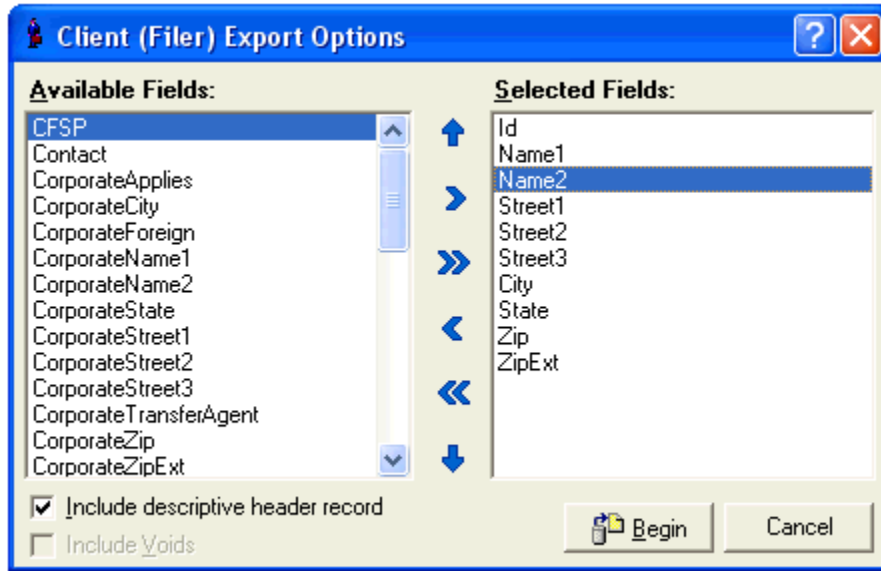 Client (Filer) Export Options
Available Fields:
CFSP
Contact
CorporateApplies
CorporateCity
CorporateForeign
CorporateName1
CorporateName2
CorporateState
CorporateStreet1
CorporateStreet2
CorporateStreet3
CorporateTransferAgent
CorporateZip
CorporateZipExt
Selected Fields:
Id
Name1
Name2
Street1
Street2
Street3
City
State
Zip
ZipExt
Include descriptive header record
Include Voids
Begin
Cancel